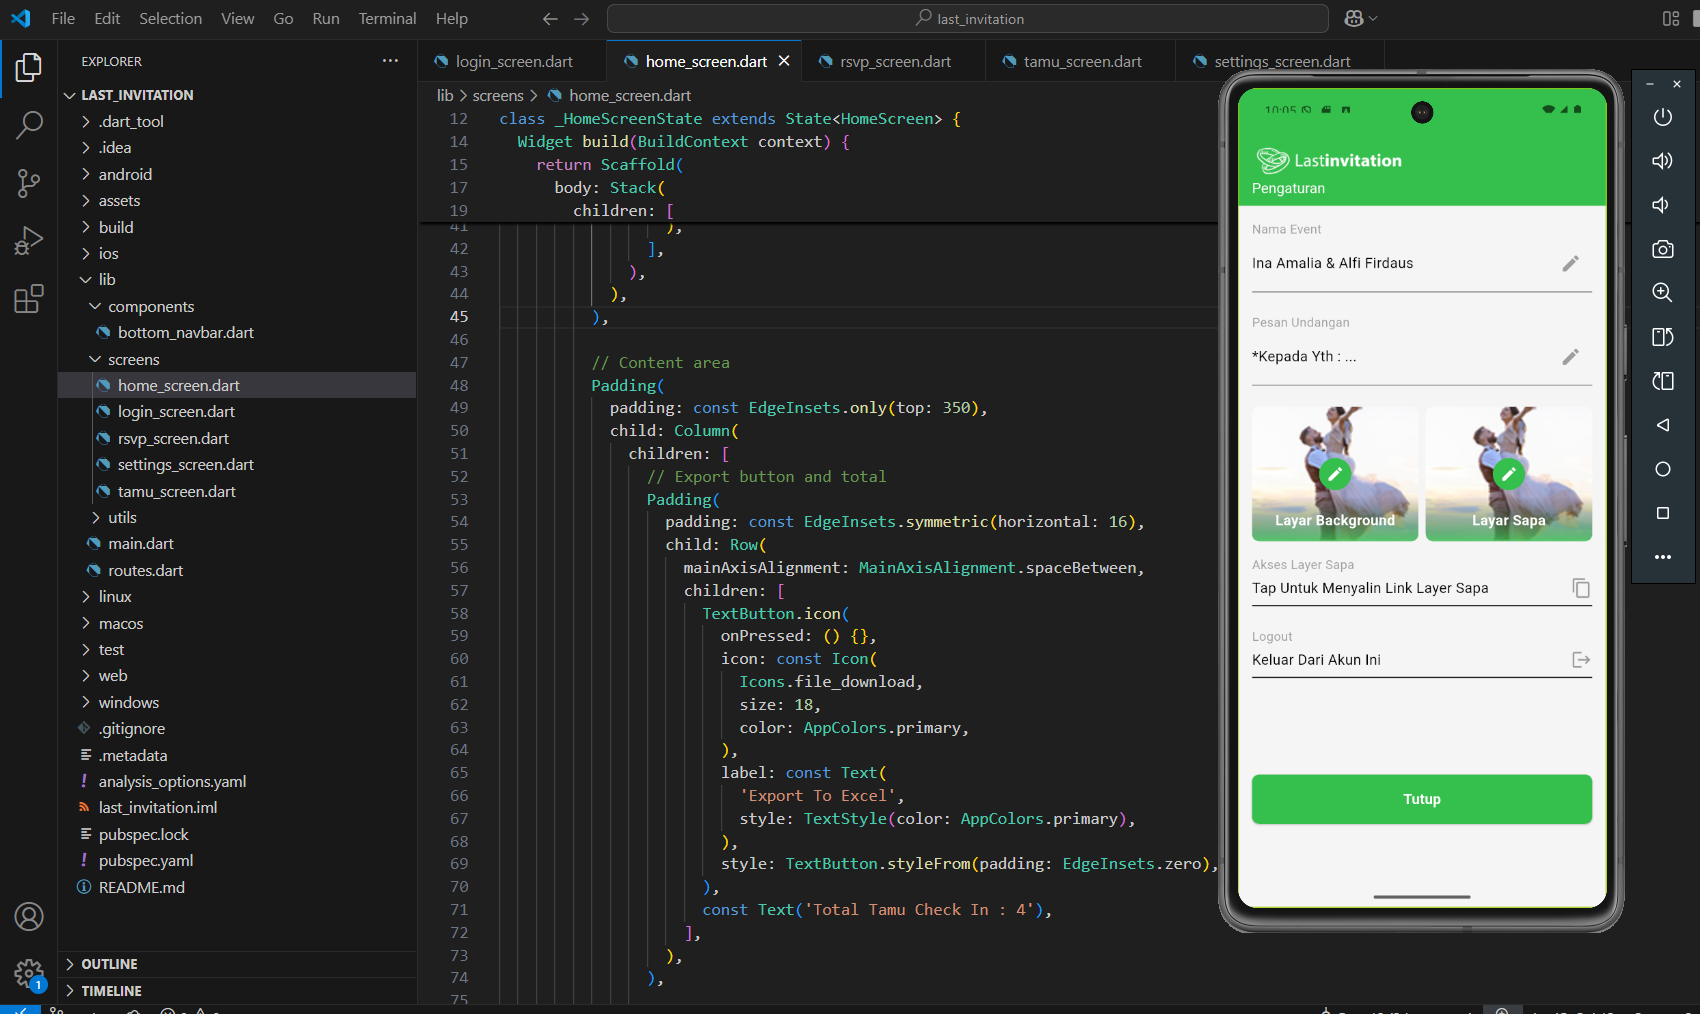 File Edit Selection View Go Run Terminal Help
last_invitation
EXPLORER
LAST_INVITATION
.dart_tool
.idea
android
assets
build
ios
lib
components
bottom_navbar.dart
screens
home_screen.dart
login_screen.dart
rsvp_screen.dart
settings_screen.dart
tamu_screen.dart
utils
main.dart
routes.dart
linux
macos
test
web
windows
.gitignore
.metadata
analysis_options.yaml
last_invitation.iml
pubspec.lock
pubspec.yaml
README.md
OUTLINE
TIMELINE
1
login_screen.dart home_screen.dart rsvp_screen.dart tamu_screen.dart settings_screen.dart
lib > screens > home_screen.dart
12 class _HomeScreenState extends State<HomeScreen> {
14 Widget build(BuildContext context) {
15 return Scaffold(
17 body: Stack(
19 children: [
41 ),
42 ],
43 ),
44 ),
45 ),
46
47 // Content area
48 Padding(
49 padding: const EdgeInsets.only(top: 350),
50 child: Column(
51 children: [
52 // Export button and total
53 Padding(
54 padding: const EdgeInsets.symmetric(horizontal: 16),
55 child: Row(
56 mainAxisAlignment: MainAxisAlignment.spaceBetween,
57 children: [
58 TextButton.icon(
59 onPressed: () {},
60 icon: const Icon(
61 Icons.file_download,
62 size: 18,
63 color: AppColors.primary,
64 ),
65 label: const Text(
66 'Export To Excel',
67 style: TextStyle(color: AppColors.primary),
68 ),
69 style: TextButton.styleFrom(padding: EdgeInsets.zero),
70 ),
71 const Text('Total Tamu Check In : 4'),
72 ],
73 ),
74 ),
75
10:05
Lastinvitation
Pengaturan
Nama Event
Ina Amalia & Alfi Firdaus
Pesan Undangan
*Kepada Yth : ...
Layar Background
Layar Sapa
Akses Layer Sapa
Tap Untuk Menyalin Link Layer Sapa
Logout
Keluar Dari Akun Ini
Tutup